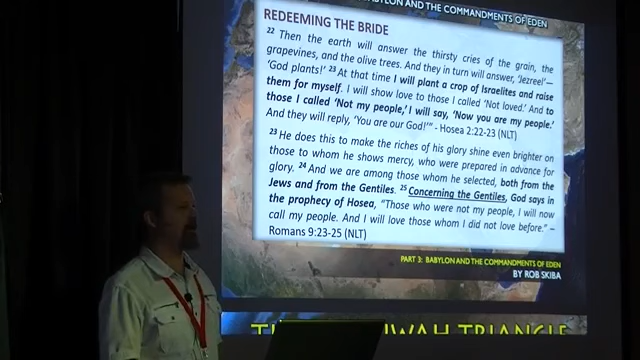 BABYLON AND THE COMMANDMENTS OF EDEN
REDEEMING THE BRIDE
22 Then the earth will answer the thirsty cries of the grain, the
grapevines, and the olive trees. And they in turn will answer, 'Jezreel'—
'God plants!' 23 At that time I will plant a crop of Israelites and raise
them for myself. I will show love to those I called 'Not loved.' And to
those I called 'Not my people,' I will say, 'Now you are my people.'
And they will reply, 'You are our God!'" - Hosea 2:22-23 (NLT)
23 He does this to make the riches of his glory shine even brighter on
those to whom he shows mercy, who were prepared in advance for
glory. 24 And we are among those whom he selected, both from the
Jews and from the Gentiles. 25 Concerning the Gentiles, God says in
the prophecy of Hosea, "Those who were not my people, I will now
call my people. And I will love those whom I did not love before." –
Romans 9:23-25 (NLT)
PART 3: BABYLON AND THE COMMANDMENTS OF EDEN
BY ROB SKIBA
TRIANGLE